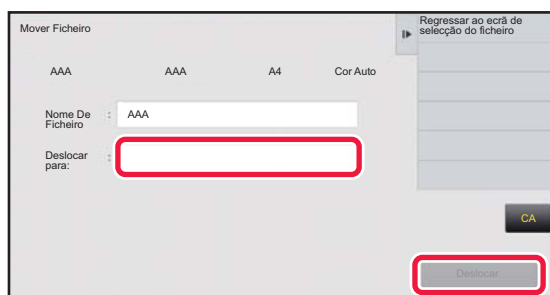 Mover Ficheiro
Regressar ao ecrã de
selecção do ficheiro
AAA AAA A4 Cor Auto
Nome De
Ficheiro : AAA
Deslocar
para: :
CA
Deslocar